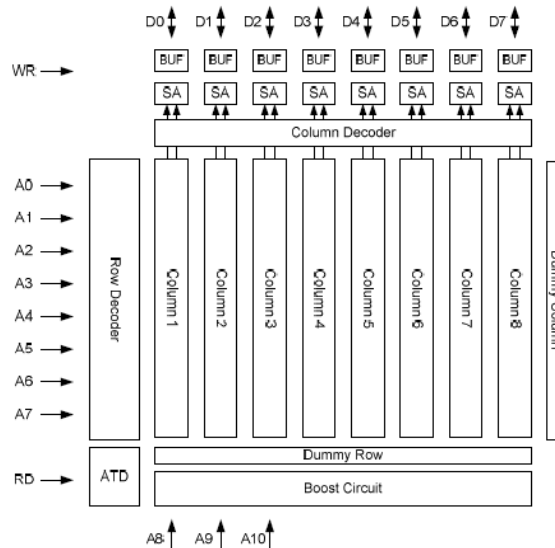 D0 D1 D2 D3 D4 D5 D6 D7
WR BUF BUF BUF BUF BUF BUF BUF BUF
SA SA SA SA SA SA SA SA
Column Decoder
A0
A1
A2
A3
A4
A5
A6
A7
Row Decoder
Column 1
Column 2
Column 3
Column 4
Column 5
Column 6
Column 7
Column 8
Dummy Column
RD ATD
Dummy Row
Boost Circuit
A8 A9 A10